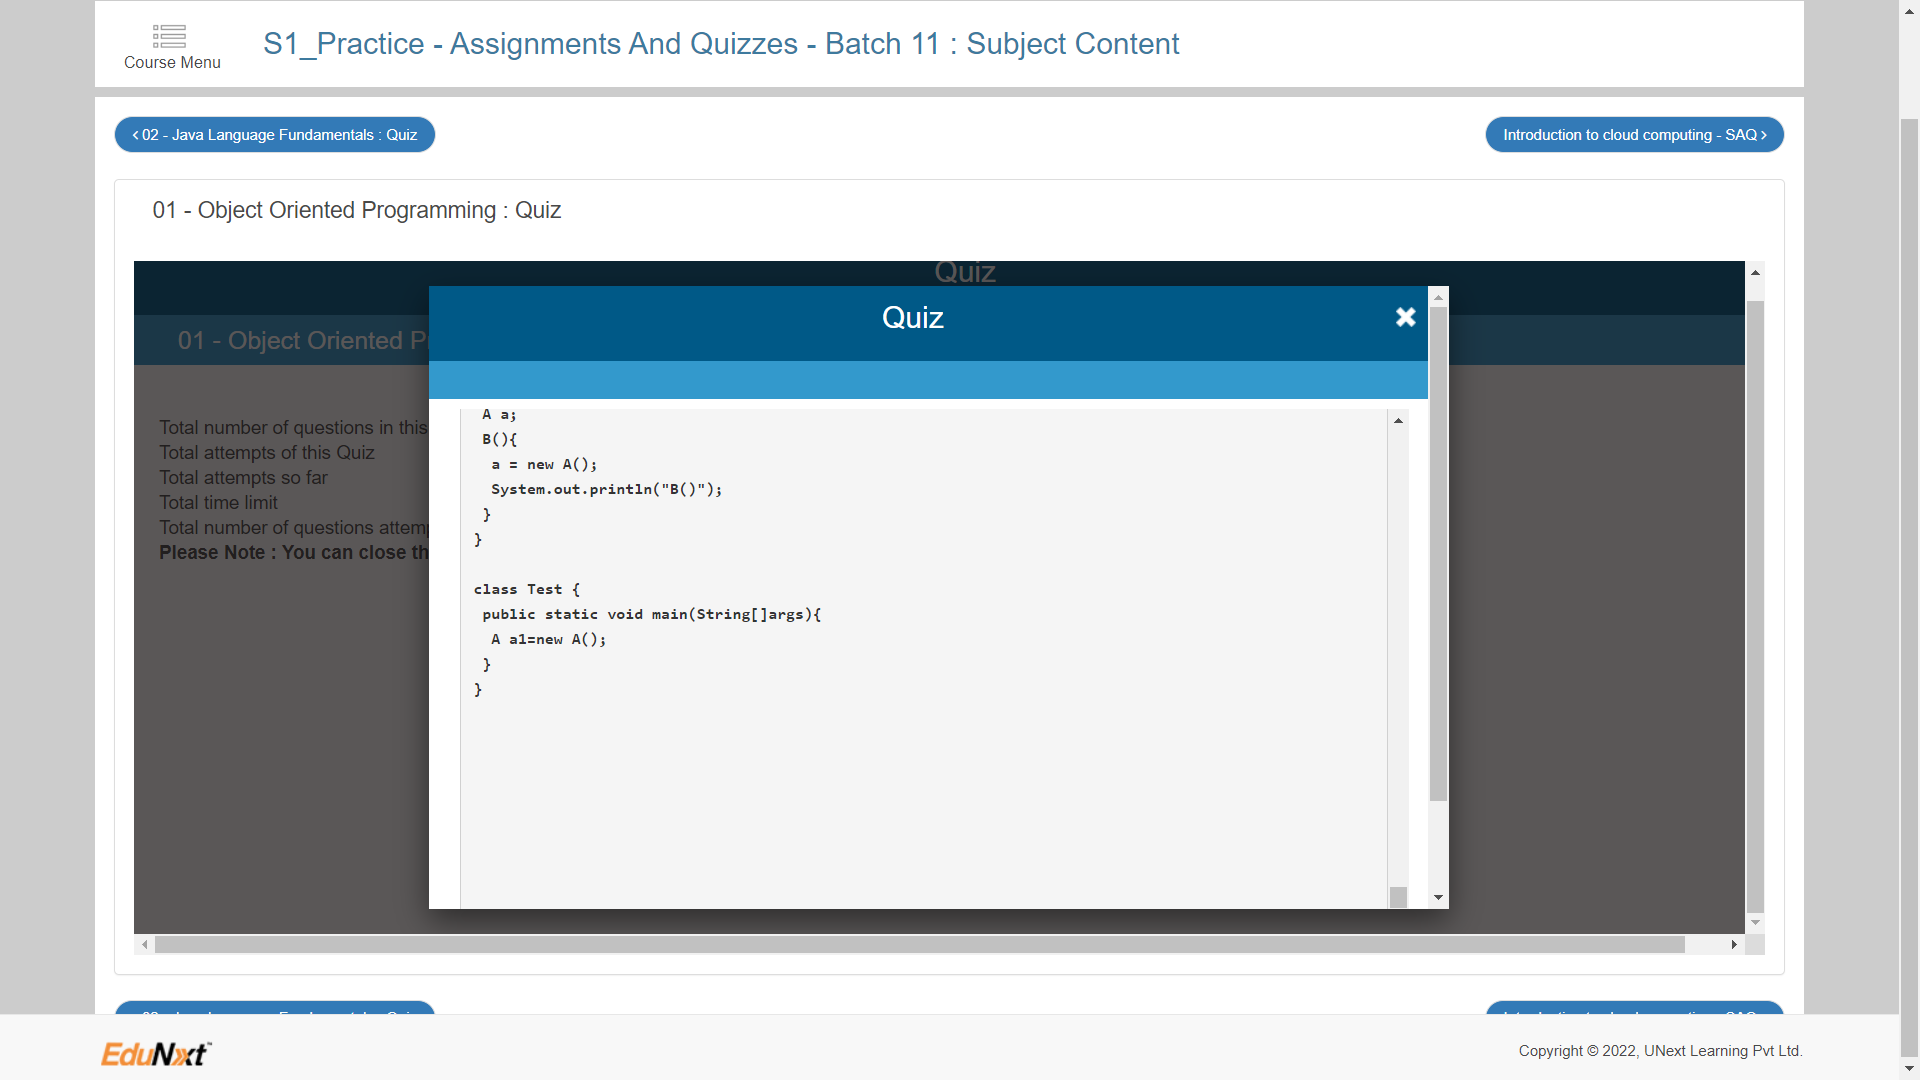 Course Menu
S1_Practice - Assignments And Quizzes - Batch 11 : Subject Content
02 - Java Language Fundamentals : Quiz
Introduction to cloud computing - SAQ
01 - Object Oriented Programming : Quiz
Quiz
01 - Object Oriented P
Quiz
Total number of questions in this
Total attempts of this Quiz
Total attempts so far
Total time limit
Total number of questions attemp
Please Note : You can close th
A a;
B(){
a = new A();
System.out.println("B()");
}
}
class Test {
public static void main(String[]args){
A a1=new A();
}
}
EduNxt™
Copyright © 2022, UNext Learning Pvt Ltd.